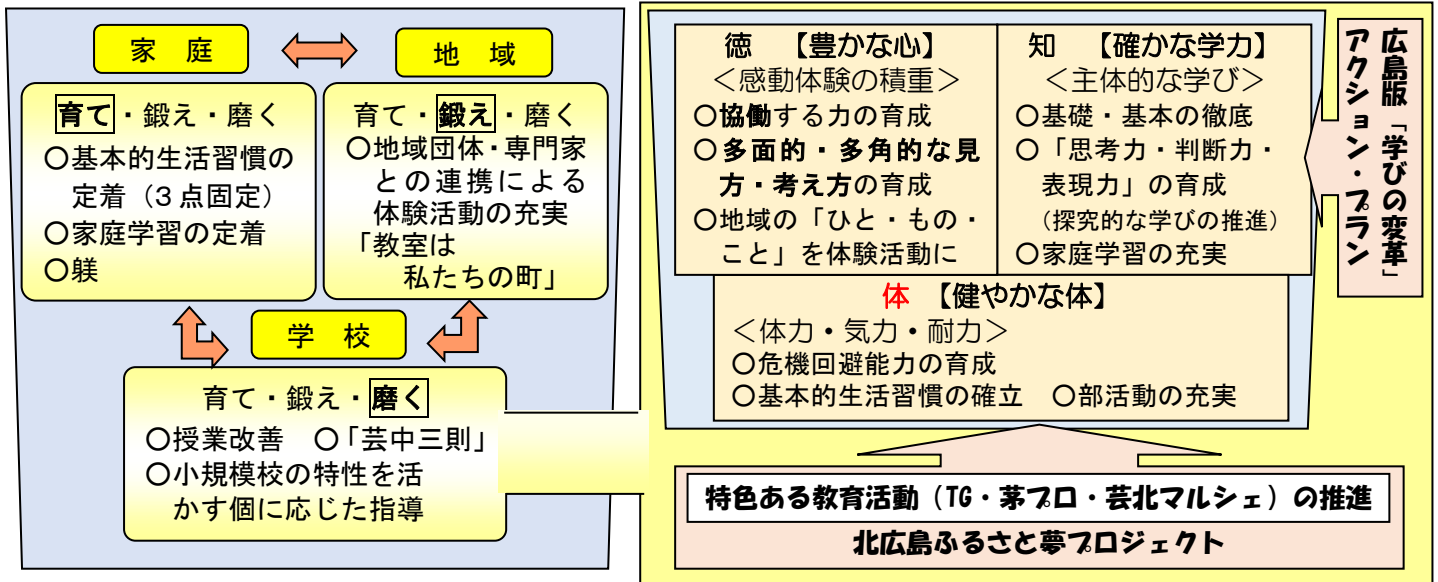 家 庭
地 域
育て・鍛え・磨く
〇基本的生活習慣の
定着（３点固定）
〇家庭学習の定着
〇躾
育て・鍛え・磨く
〇地域団体・専門家
との連携による
体験活動の充実
「教室は
私たちの町」
学 校
育て・鍛え・磨く
〇授業改善 〇「芸中三則」
〇小規模校の特性を活
かす個に応じた指導
徳 【豊かな心】
＜感動体験の積重＞
〇協働する力の育成
〇多面的・多角的な見
方・考え方の育成
〇地域の「ひと・もの・
こと」を体験活動に
知 【確かな学力】
＜主体的な学び＞
〇基礎・基本の徹底
〇「思考力・判断力・
表現力」の育成
（探究的な学びの推進）
〇家庭学習の充実
体 【健やかな体】
＜体力・気力・耐力＞
〇危機回避能力の育成
〇基本的生活習慣の確立 〇部活動の充実
広島版「学びの変革」
アクション・プラン
特色ある教育活動（TG・茅プロ・芸北マルシェ）の推進
北広島ふるさと夢プロジェクト